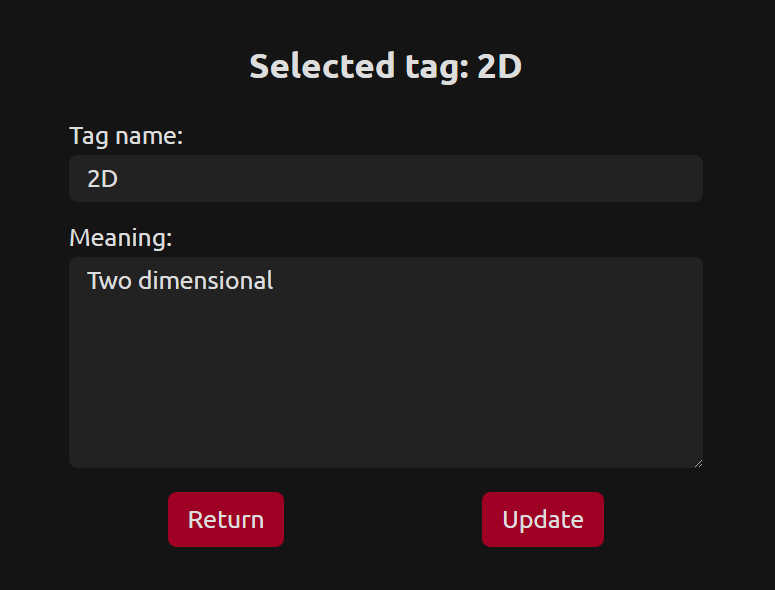 Selected tag: 2D
Tag name:
2D
Meaning:
Two dimensional
Return
Update